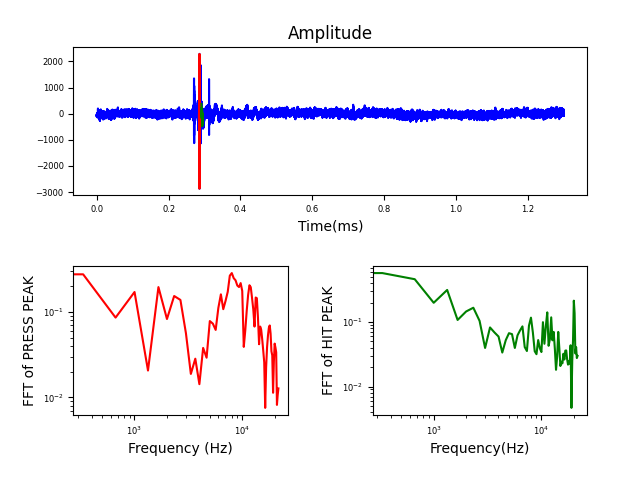 Amplitude
2000
1000
0
−1000
−2000
−3000
0.0 0.2 0.4 0.6 0.8 1.0 1.2
Time(ms)
FFT of PRESS PEAK
10⁻¹
10⁻²
10³ 10⁴
Frequency (Hz)
FFT of HIT PEAK
10⁻¹
10⁻²
10³ 10⁴
Frequency(Hz)